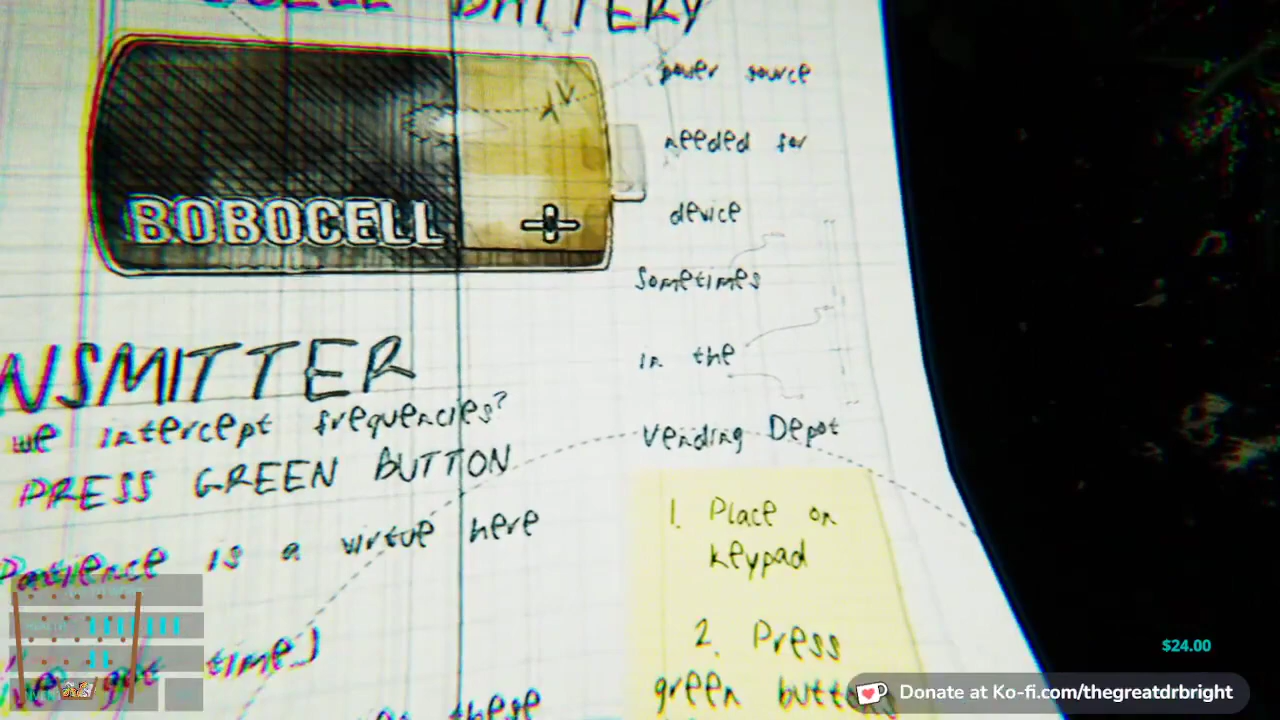 BATTERY
BOBOCELL
+
power source
needed for
device
Sometimes
in the
Vending Depot
NSMITTER
we intercept frequencies?
PRESS GREEN BUTTON
Patience is a virtue here
time]
these
1. Place on
keypad
2. Press
green button
$24.00
Donate at Ko-fi.com/thegreatdrbright